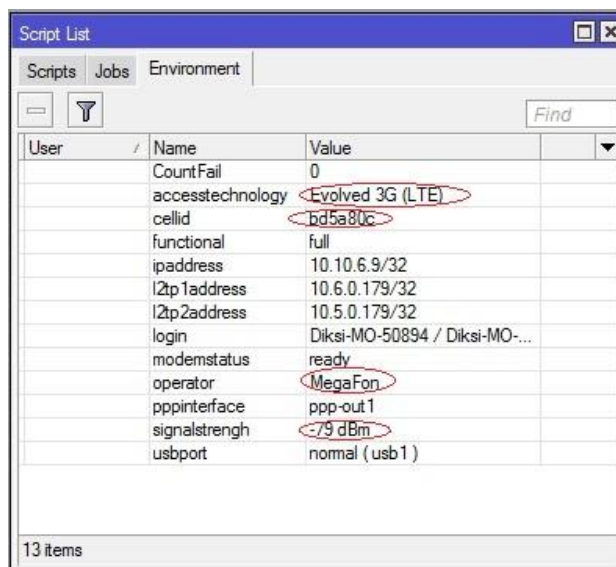 Script List
Scripts Jobs Environment
Find
User Name Value
CountFail 0
accesstechnology Evolved 3G (LTE)
cellid bd5a80c
functional full
ipaddress 10.10.6.9/32
l2tp1address 10.6.0.179/32
l2tp2address 10.5.0.179/32
login Diksi-MO-50894 / Diksi-MO-...
modemstatus ready
operator MegaFon
pppinterface ppp-out1
signalstrengh -79 dBm
usbport normal ( usb1 )
13 items